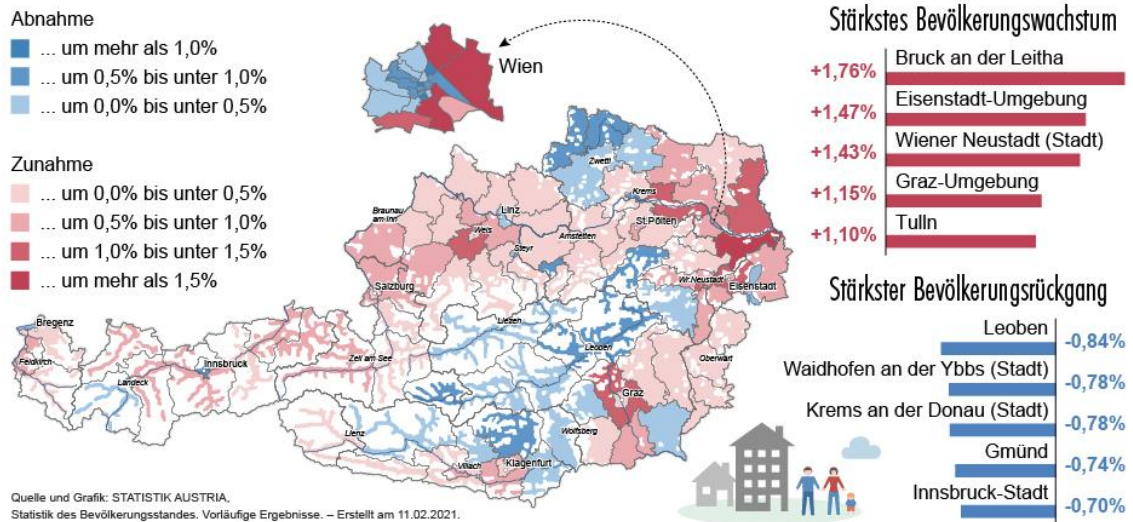 Abnahme
... um mehr als 1,0%
... um 0,5% bis unter 1,0%
... um 0,0% bis unter 0,5%
Zunahme
... um 0,0% bis unter 0,5%
... um 0,5% bis unter 1,0%
... um 1,0% bis unter 1,5%
... um mehr als 1,5%
Wien
Zwettl
Krems
Linz
Braunau
am Inn
Wels
St.Pölten
Amstetten
Steyr
Wr.Neustadt
Eisenstadt
Salzburg
Bregenz
Liezen
Feldkirch
Innsbruck
Zell am See
Leoben
Oberwart
Landeck
Graz
Lienz
Wolfsberg
Villach
Klagenfurt
Stärkstes Bevölkerungswachstum
Bruck an der Leitha
+1,76%
Eisenstadt-Umgebung
+1,47%
Wiener Neustadt (Stadt)
+1,43%
Graz-Umgebung
+1,15%
Tulln
+1,10%
Stärkster Bevölkerungsrückgang
Leoben
-0,84%
Waidhofen an der Ybbs (Stadt)
-0,78%
Krems an der Donau (Stadt)
-0,78%
Gmünd
-0,74%
Innsbruck-Stadt
-0,70%
Quelle und Grafik: STATISTIK AUSTRIA,
Statistik des Bevölkerungsstandes. Vorläufige Ergebnisse. – Erstellt am 11.02.2021.